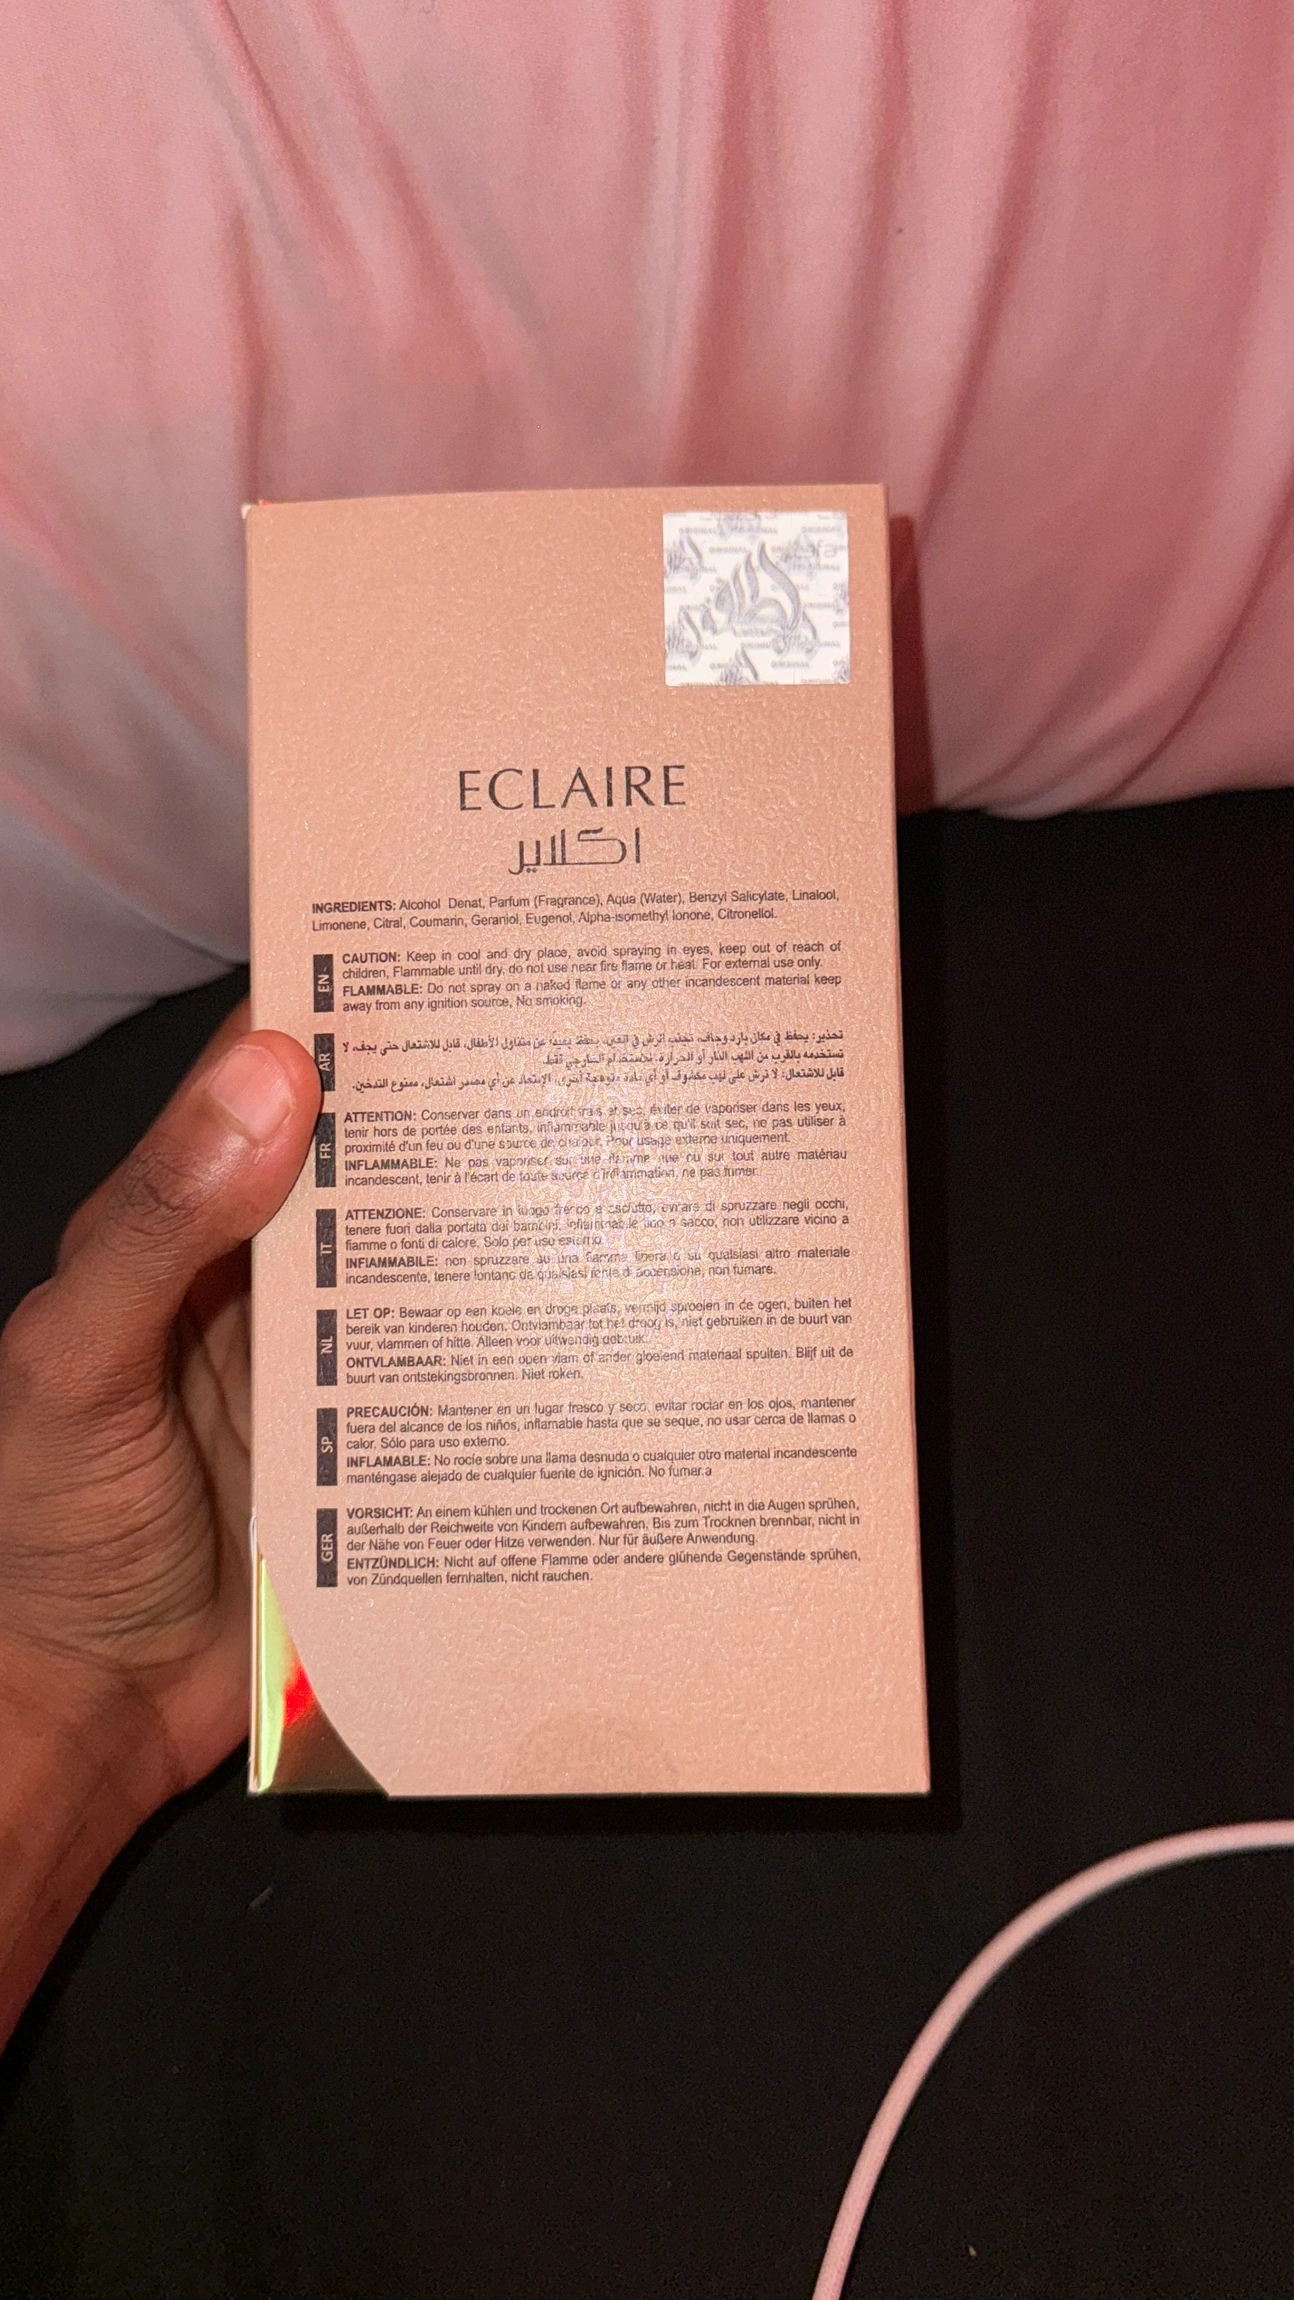 ECLAIRE
اكلاير
INGREDIENTS: Alcohol Denat, Parfum (Fragrance), Aqua (Water), Benzyl Salicylate, Linalool,
Limonene, Citral, Coumarin, Geraniol, Eugenol, Alpha-isomethyl Ionone, Citronellol.
EN
CAUTION: Keep in cool and dry place, avoid spraying in eyes, keep out of reach of
children, Flammable until dry, do not use near fire flame or heat. For external use only.
FLAMMABLE: Do not spray on a naked flame or any other incandescent material keep
away from any ignition source, No smoking.
AR
تحذير: يحفظ في مكان بارد وجاف، تجنب الرش في العين، يحفظ بعيدا عن متناول الأطفال، قابل للاشتعال حتى يجف، لا
تستخدمه بالقرب من اللهب النار أو الحرارة. للاستخدام الخارجي فقط.
قابل للاشتعال: لا ترش على لهب مكشوف أو أي مادة متوهجة أخرى، الابتعاد عن أي مصدر اشتعال، ممنوع التدخين.
FR
ATTENTION: Conservar dans un endroit frais et sec, éviter de vaporiser dans les yeux,
tenir hors de portée des enfants, inflammable jusqu'à ce qu'il suit sec, ne pas utiliser à
proximité d'un feu ou d'une source de chaleur. Pour usage externe uniquement.
INFLAMMABLE: Ne pas vaporiser sur une flamme nue ou sur tout autre matériau
incandescent, tenir à l'écart de toute source d'inflammation, ne pas fumer.
IT
ATTENZIONE: Conservare in luogo fresco e asciutto, evitare di spruzzare negli occhi,
tenere fuori dalla portata dei bambini, infiammabile fino a sacco, non utilizzare vicino a
fiamme o fonti di calore. Solo per uso esterno.
INFIAMMABILE: non spruzzare su una fiamma libera o su qualsiasi altro materiale
incandescente, tenere lontano da qualsiasi fonte di accensione, non fumare.
NL
LET OP: Bewaar op een koele en droge plaats, vermijd sproeien in de ogen, buiten het
bereik van kinderen houden. Ontvlambaar tot het droog is, niet gebruiken in de buurt van
vuur, vlammen of hitte. Alleen voor uitwendig gebruik.
ONTVLAMBAAR: Niet in een open vlam of ander gloeiend materiaal spuiten. Blijf uit de
buurt van ontstekingsbronnen. Niet roken.
SP
PRECAUCIÓN: Mantener en un lugar fresco y seco, evitar rociar en los ojos, mantener
fuera del alcance de los niños, inflamable hasta que se seque, no usar cerca de llamas o
calor. Sólo para uso externo.
INFLAMABLE: No rocíe sobre una llama desnuda o cualquier otro material incandescente
manténgase alejado de cualquier fuente de ignición. No fumar.a
GER
VORSICHT: An einem kühlen und trockenen Ort aufbewahren, nicht in die Augen sprühen,
außerhalb der Reichweite von Kindern aufbewahren. Bis zum Trocknen brennbar, nicht in
der Nähe von Feuer oder Hitze verwenden. Nur für äußere Anwendung.
ENTZÜNDLICH: Nicht auf offene Flamme oder andere glühende Gegenstände sprühen,
von Zündquellen fernhalten, nicht rauchen.